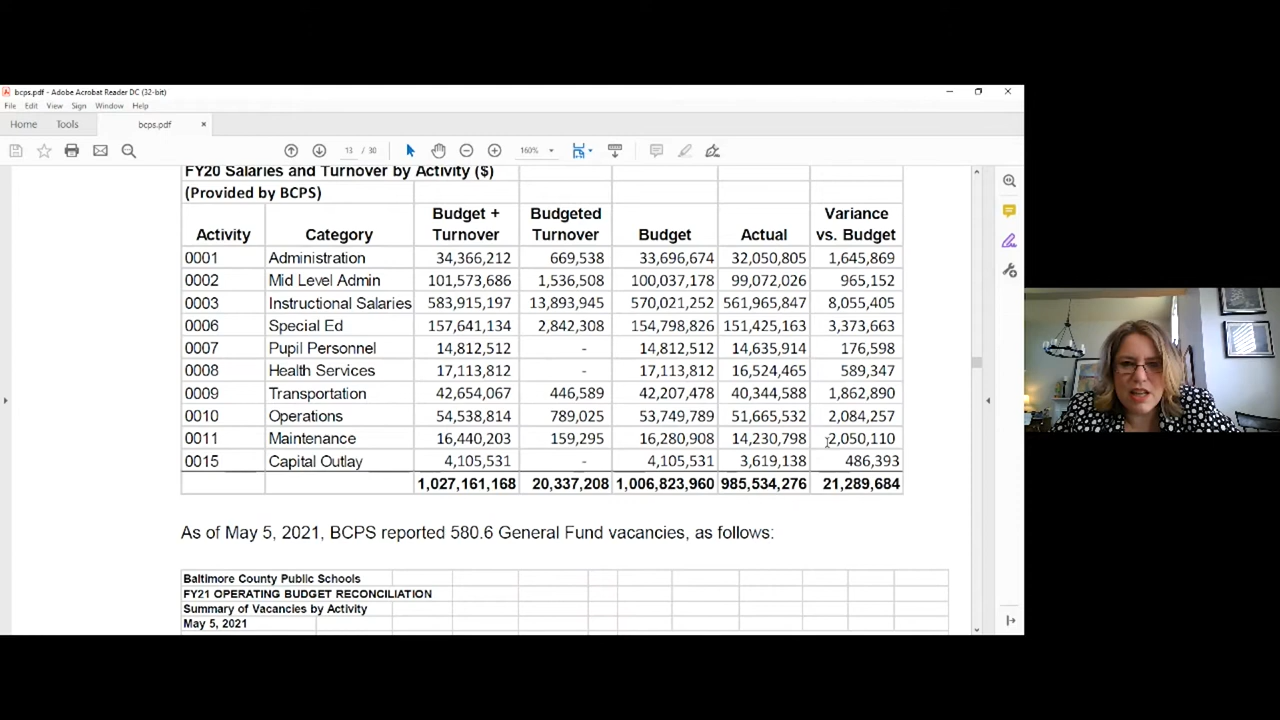 bcps.pdf - Adobe Acrobat Reader DC (32-bit)
File Edit View Sign Window Help
Home Tools bcps.pdf ×
13 / 30 160%
FY20 Salaries and Turnover by Activity ($)
(Provided by BCPS)
Budget + Budgeted Variance
Activity Category Turnover Turnover Budget Actual vs. Budget
0001 Administration 34,366,212 669,538 33,696,674 32,050,805 1,645,869
0002 Mid Level Admin 101,573,686 1,536,508 100,037,178 99,072,026 965,152
0003 Instructional Salaries 583,915,197 13,893,945 570,021,252 561,965,847 8,055,405
0006 Special Ed 157,641,134 2,842,308 154,798,826 151,425,163 3,373,663
0007 Pupil Personnel 14,812,512 - 14,812,512 14,635,914 176,598
0008 Health Services 17,113,812 - 17,113,812 16,524,465 589,347
0009 Transportation 42,654,067 446,589 42,207,478 40,344,588 1,862,890
0010 Operations 54,538,814 789,025 53,749,789 51,665,532 2,084,257
0011 Maintenance 16,440,203 159,295 16,280,908 14,230,798 2,050,110
0015 Capital Outlay 4,105,531 - 4,105,531 3,619,138 486,393
1,027,161,168 20,337,208 1,006,823,960 985,534,276 21,289,684
As of May 5, 2021, BCPS reported 580.6 General Fund vacancies, as follows:
Baltimore County Public Schools
FY21 OPERATING BUDGET RECONCILIATION
Summary of Vacancies by Activity
May 5, 2021